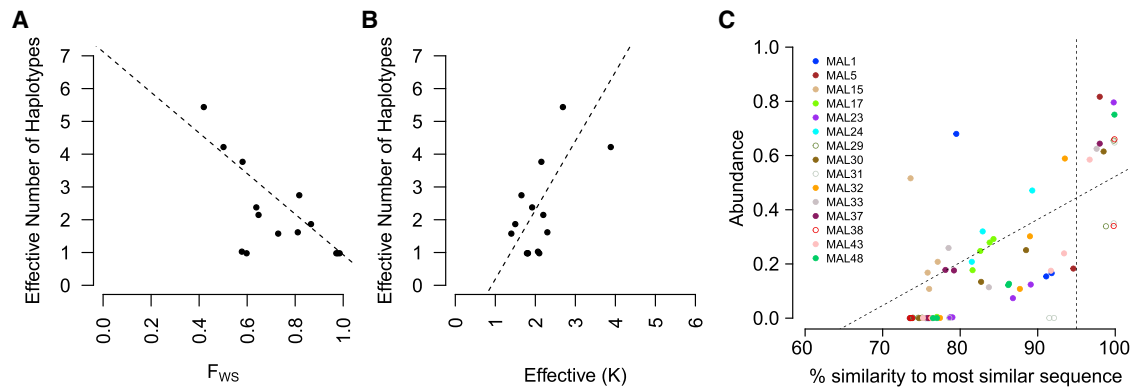 A
Effective Number of Haplotypes
7
6
5
4
3
2
1
0
0.0
0.2
0.4
0.6
0.8
1.0
F_WS
B
Effective Number of Haplotypes
7
6
5
4
3
2
1
0
0
1
2
3
4
5
6
Effective (K)
C
Abundance
1.0
0.8
0.6
0.4
0.2
0.0
MAL1
MAL5
MAL15
MAL17
MAL23
MAL24
MAL29
MAL30
MAL31
MAL32
MAL33
MAL37
MAL38
MAL43
MAL48
60
70
80
90
100
% similarity to most similar sequence